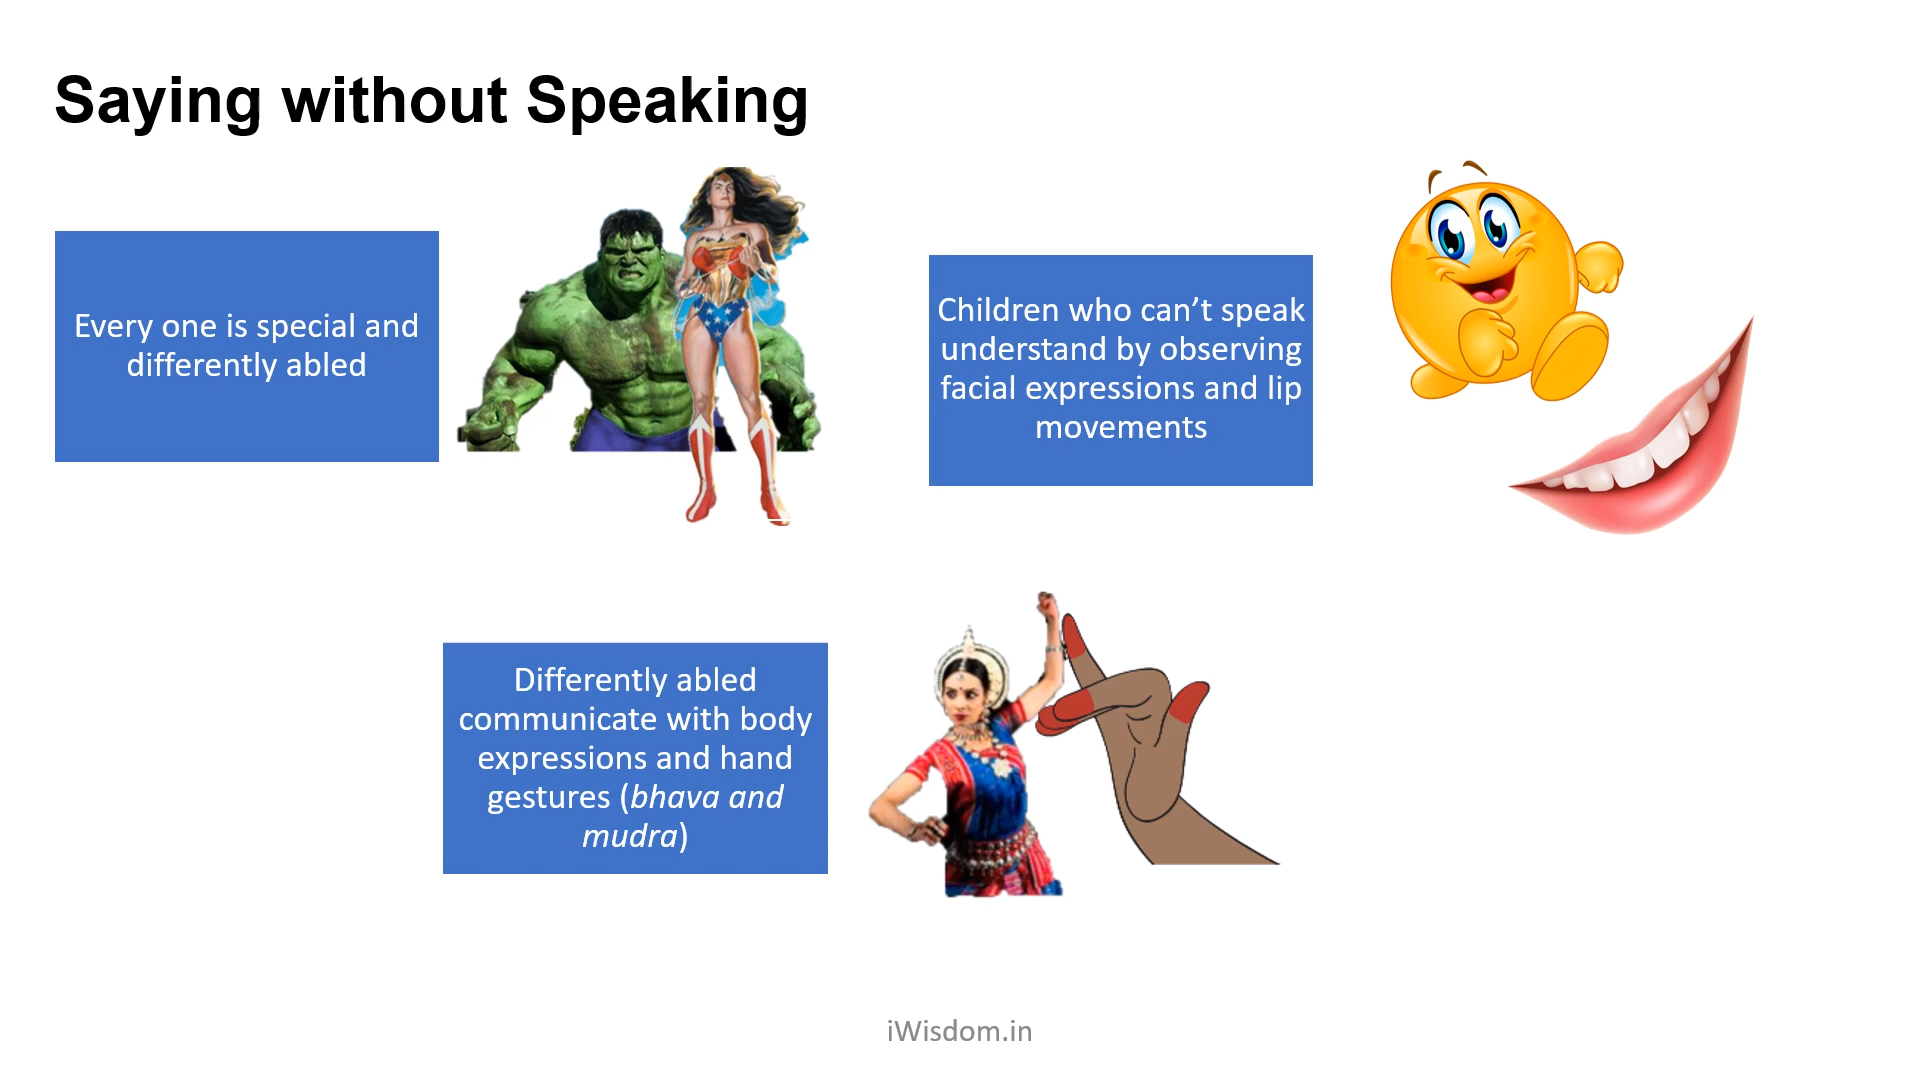 Saying without Speaking
Every one is special and
differently abled
Children who can’t speak
understand by observing
facial expressions and lip
movements
Differently abled
communicate with body
expressions and hand
gestures (bhava and
mudra)
iWisdom.in